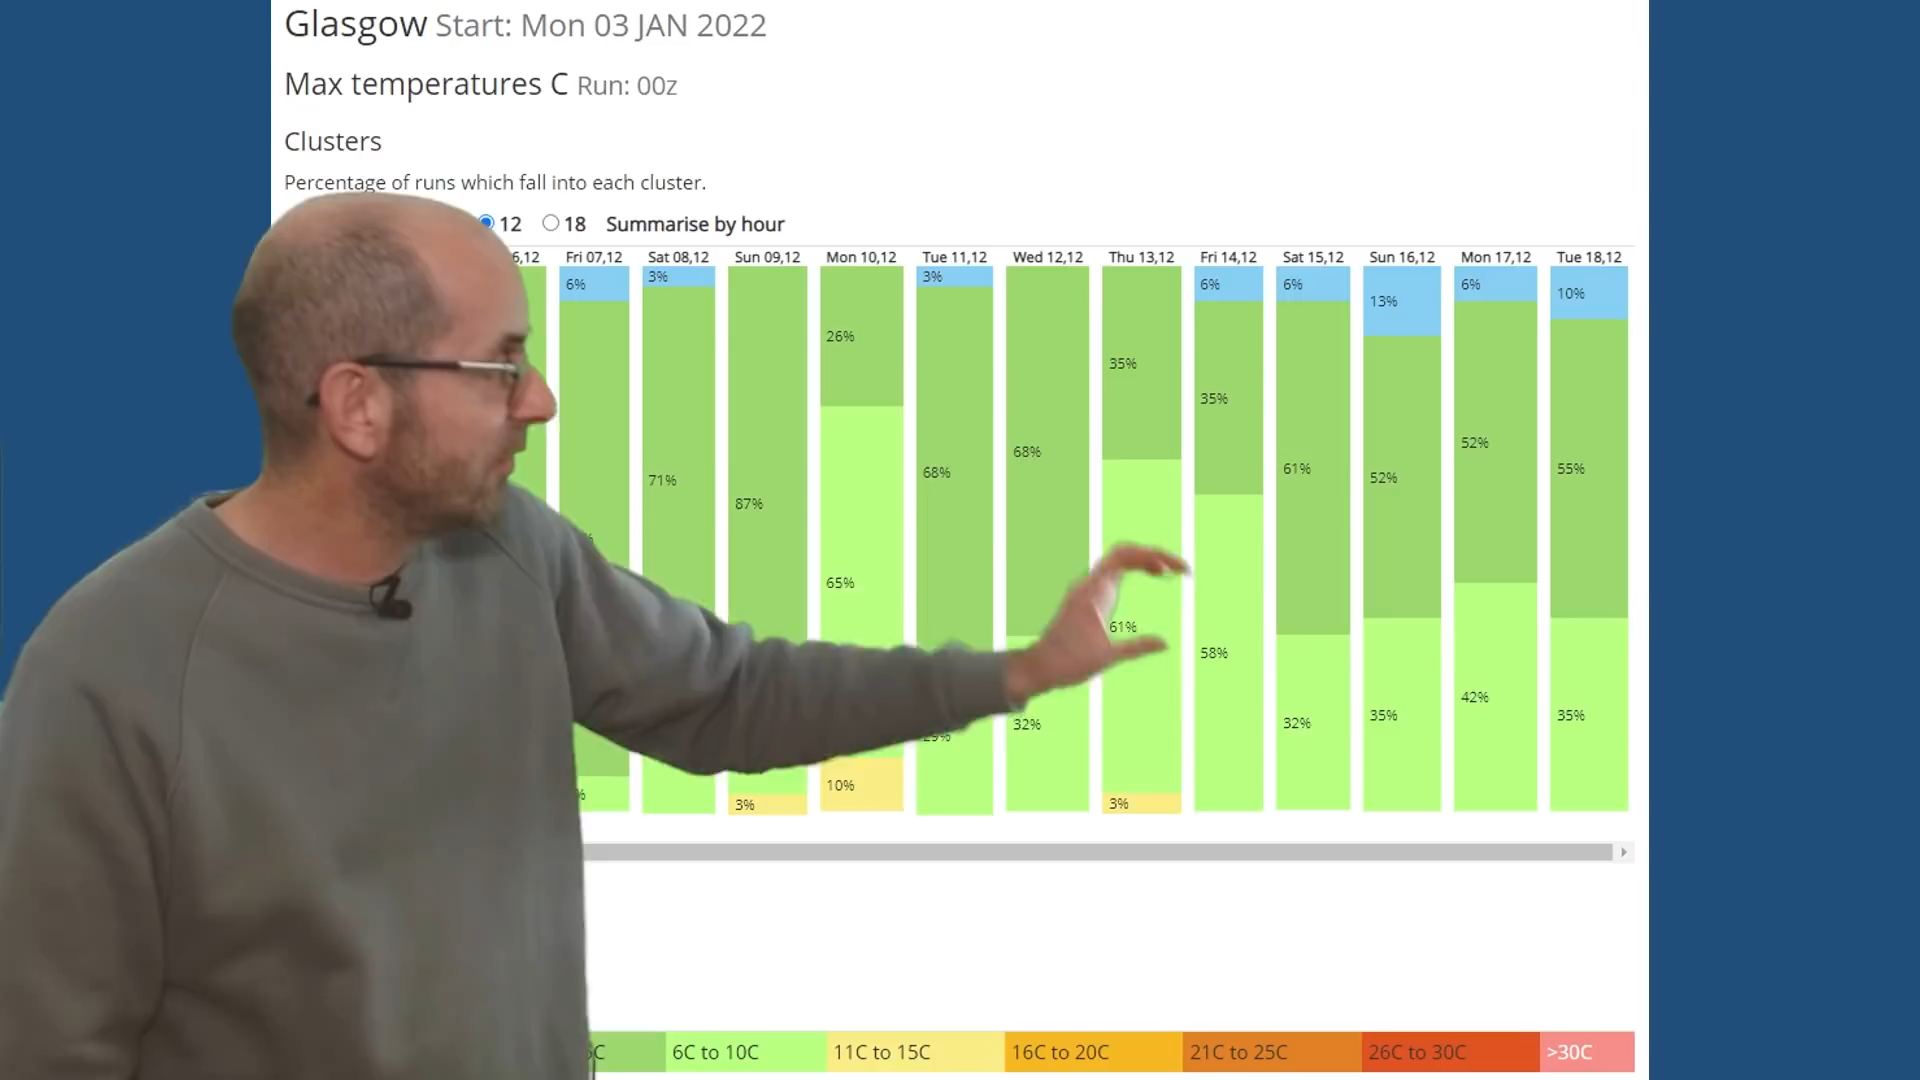 Glasgow Start: Mon 03 JAN 2022
Max temperatures C Run: 00z
Clusters
Percentage of runs which fall into each cluster.
12 18 Summarise by hour
6,12 Fri 07,12 Sat 08,12 Sun 09,12 Mon 10,12 Tue 11,12 Wed 12,12 Thu 13,12 Fri 14,12 Sat 15,12 Sun 16,12 Mon 17,12 Tue 18,12
6% 3% 3% 6% 6% 13% 6% 10%
26% 35% 35%
71% 87% 68% 68% 61% 52% 52% 55%
65% 61% 58%
29% 32% 32% 35% 42% 35%
% 3% 10% 3%
C 6C to 10C 11C to 15C 16C to 20C 21C to 25C 26C to 30C >30C